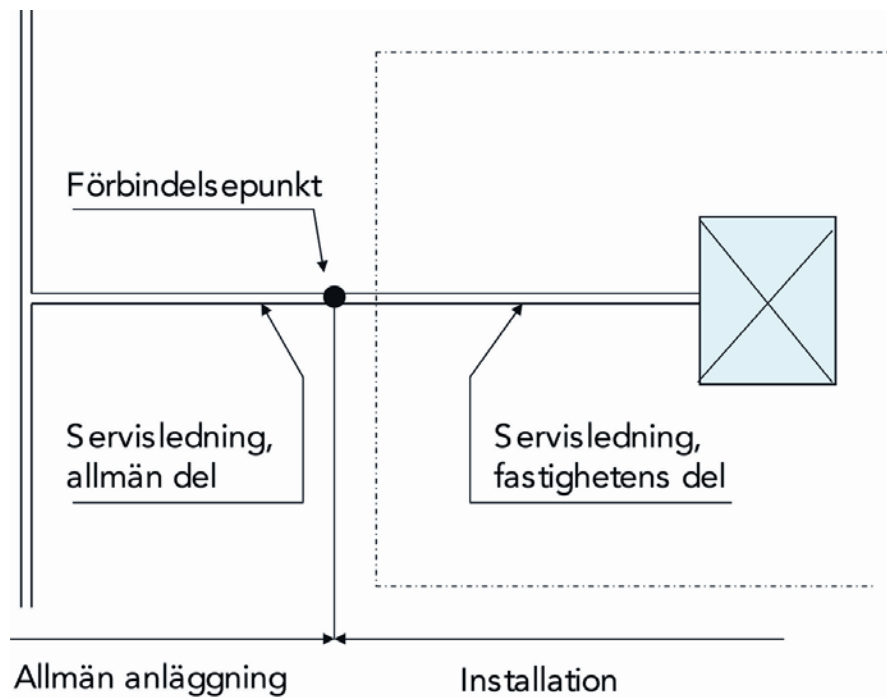 Förbindelsepunkt
Servisledning,
allmän del
Servisledning,
fastighetens del
Allmän anläggning
Installation